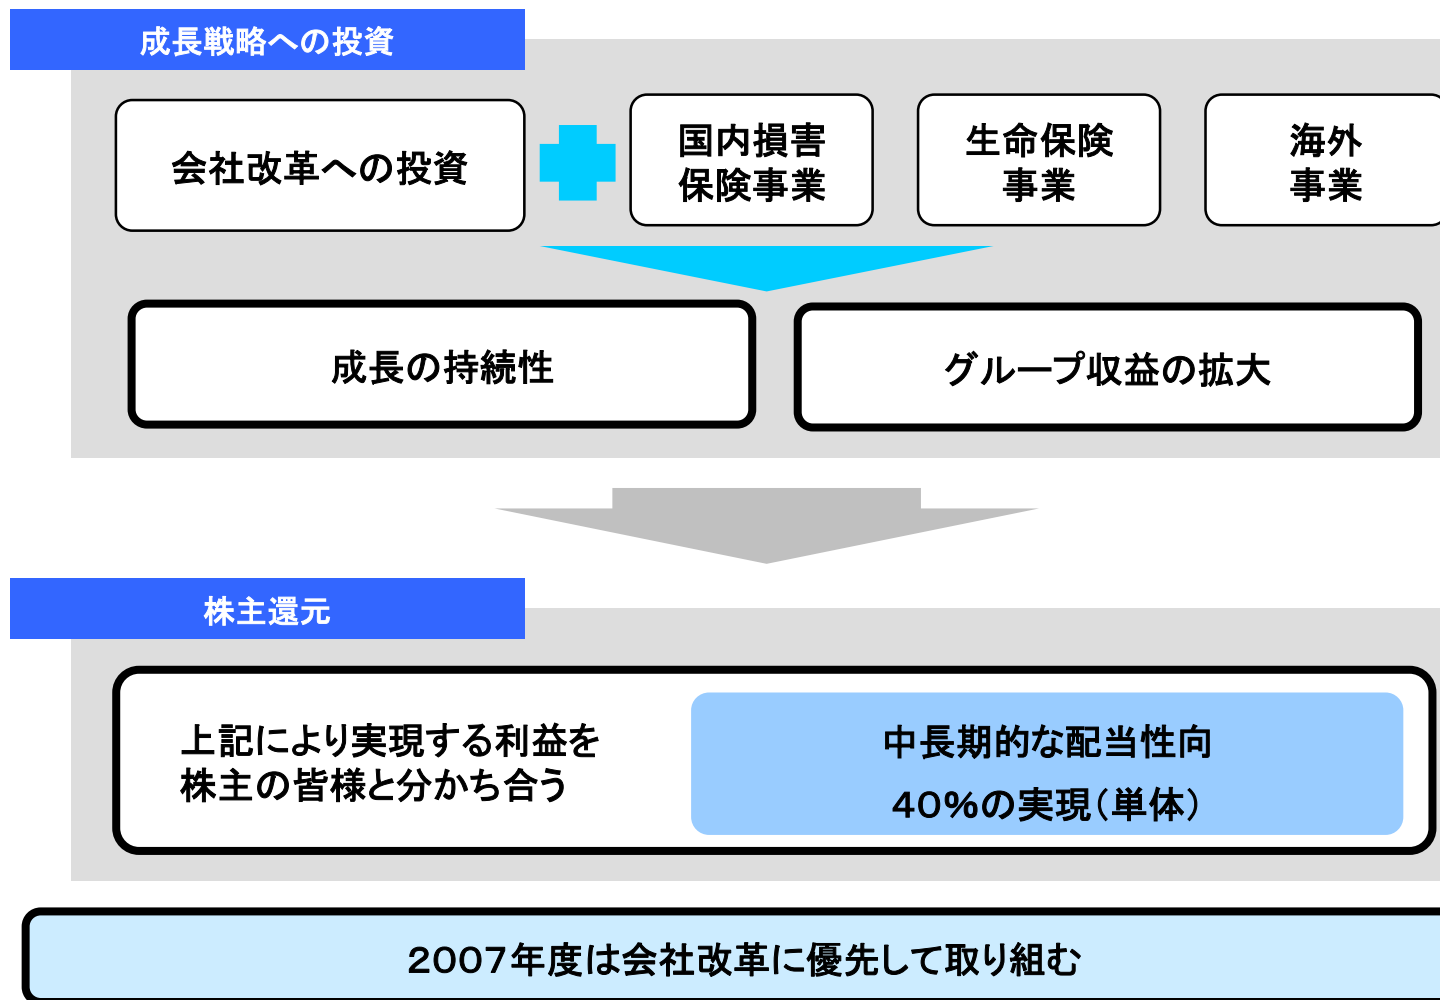 成長戦略への投資
会社改革への投資
国内損害
保険事業
生命保険
事業
海外
事業
成長の持続性
グループ収益の拡大
株主還元
上記により実現する利益を
株主の皆様と分かち合う
中長期的な配当性向
40%の実現(単体)
2007年度は会社改革に優先して取り組む